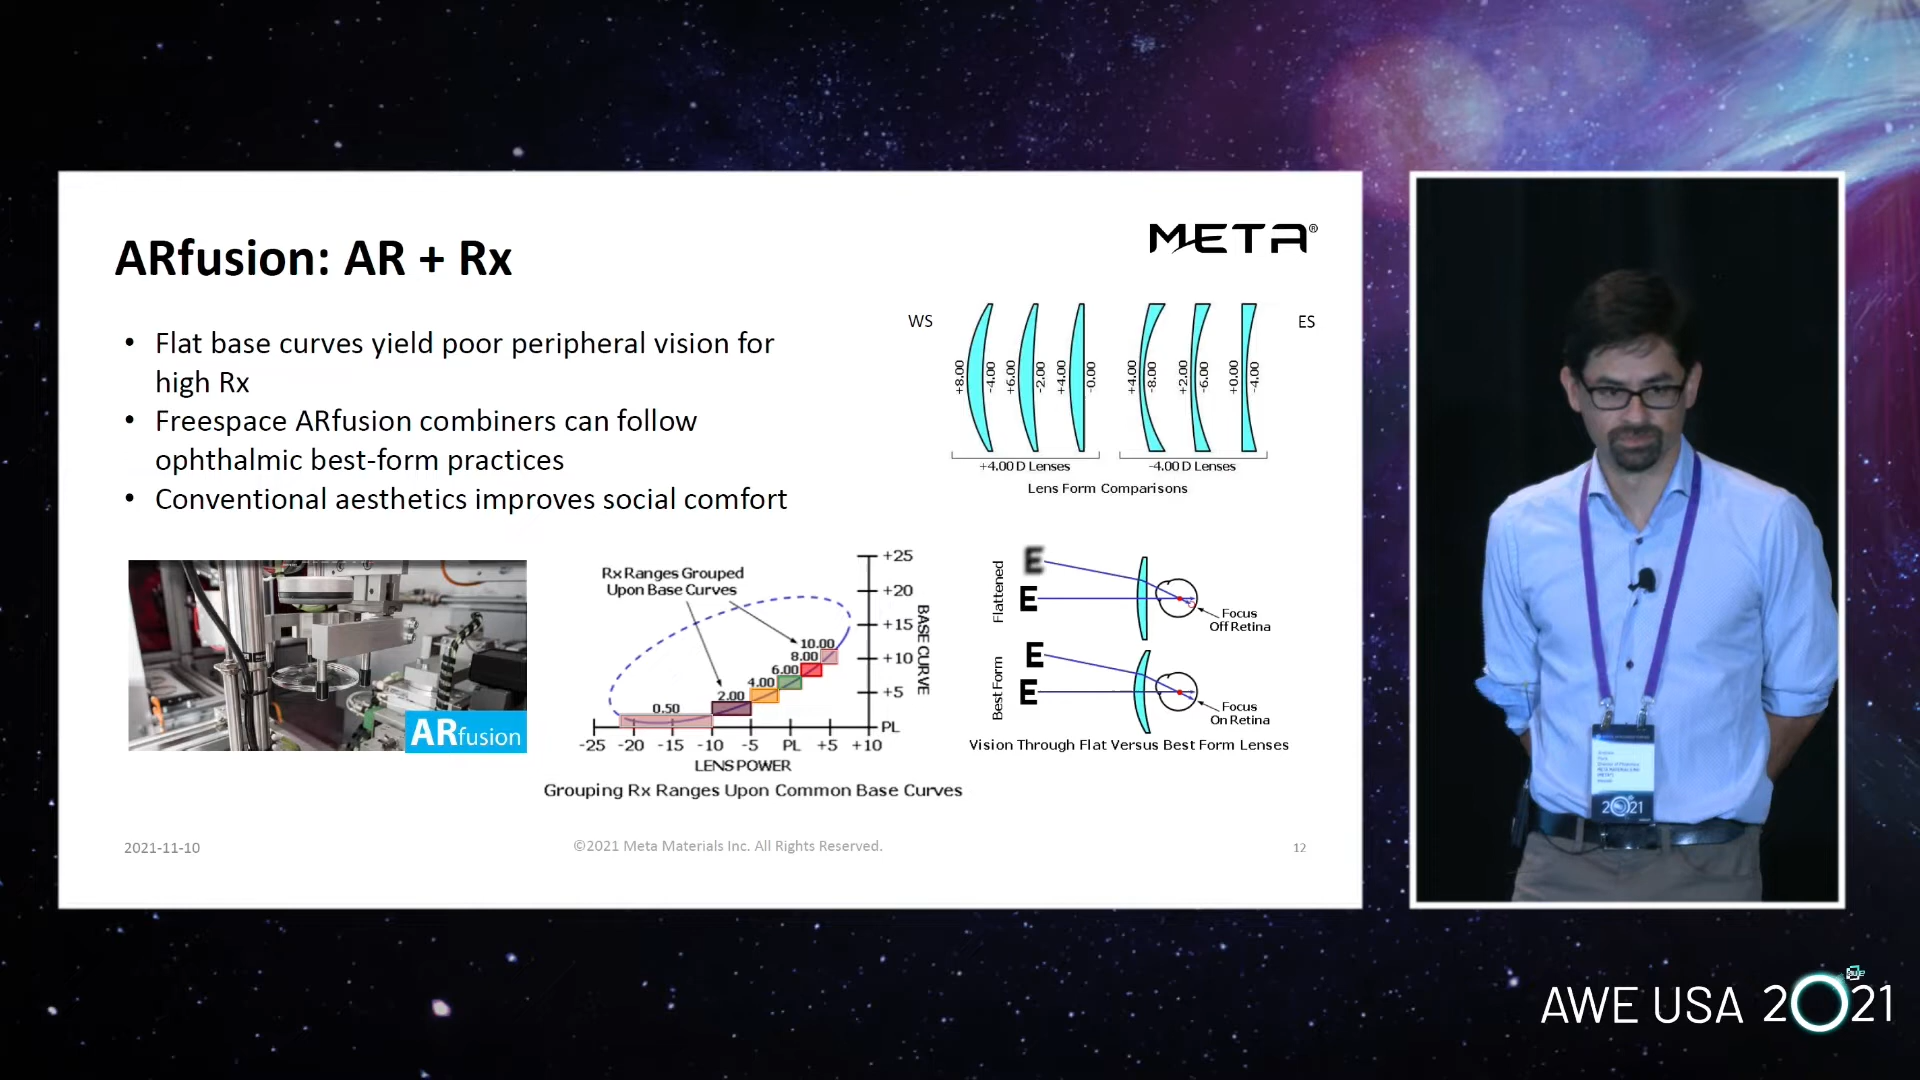 ARfusion: AR + Rx
META®
• Flat base curves yield poor peripheral vision for
high Rx
• Freespace ARfusion combiners can follow
ophthalmic best-form practices
• Conventional aesthetics improves social comfort
WS
ES
+8.00
-4.00
+6.00
-2.00
+4.00
-0.00
+4.00
-8.00
+2.00
-6.00
+0.00
-4.00
+4.00 D Lenses
-4.00 D Lenses
Lens Form Comparisons
ARfusion
Rx Ranges Grouped
Upon Base Curves
+25
+20
+15
+10
+5
PL
BASE CURVE
10.00
8.00
6.00
4.00
2.00
0.50
-25 -20 -15 -10 -5 PL +5 +10
LENS POWER
Grouping Rx Ranges Upon Common Base Curves
Flattened
E
E
Focus
Off Retina
Best Form
E
E
Focus
On Retina
Vision Through Flat Versus Best Form Lenses
2021-11-10
©2021 Meta Materials Inc. All Rights Reserved.
12
2021
AWE USA 2021